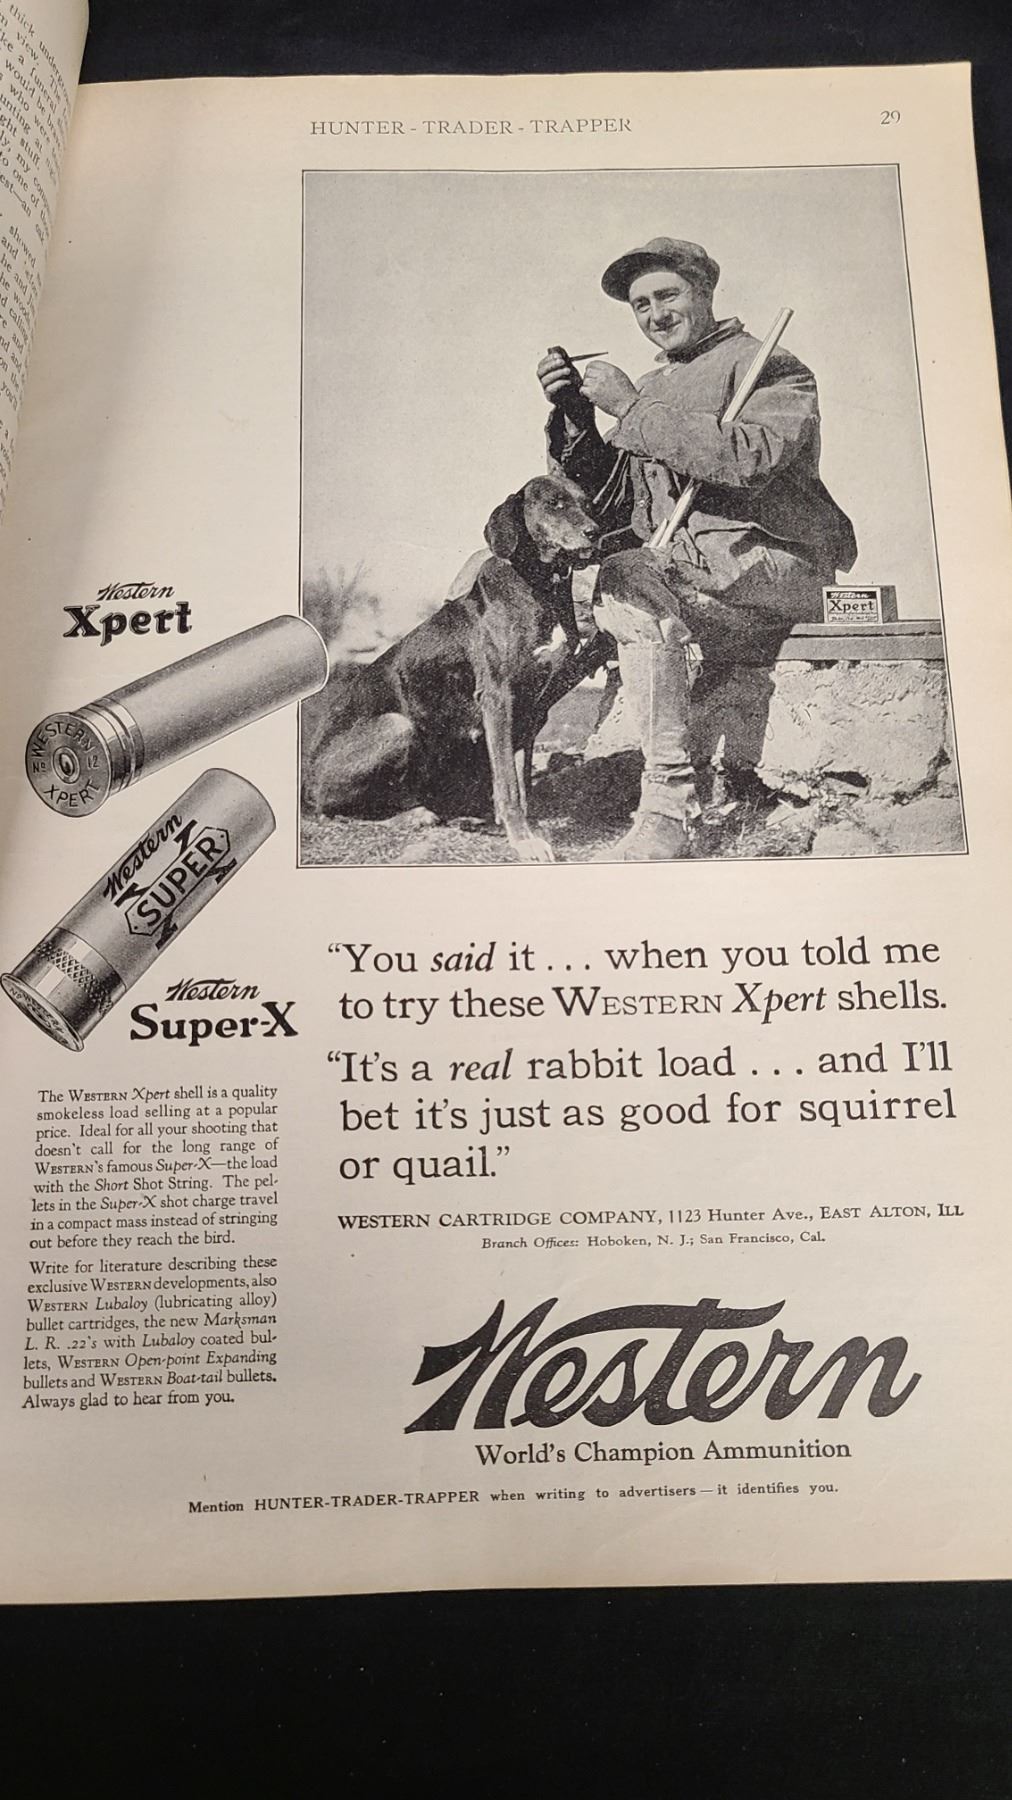 HUNTER - TRADER - TRAPPER
29
Western
Xpert
Western
Xpert
WESTERN
No 12
XPERT
Western
SUPER
X
Western
Super-X
The WESTERN Xpert shell is a quality
smokeless load selling at a popular
price. Ideal for all your shooting that
doesn't call for the long range of
WESTERN's famous Super-X—the load
with the Short Shot String. The pel-
lets in the Super-X shot charge travel
in a compact mass instead of stringing
out before they reach the bird.
Write for literature describing these
exclusive WESTERN developments, also
WESTERN Lubaloy (lubricating alloy)
bullet cartridges, the new Marksman
L. R. .22's with Lubaloy coated bul-
lets, WESTERN Open-point Expanding
bullets and WESTERN Boat-tail bullets.
Always glad to hear from you.
"You said it . . . when you told me
to try these WESTERN Xpert shells.
"It's a real rabbit load . . . and I'll
bet it's just as good for squirrel
or quail."
WESTERN CARTRIDGE COMPANY, 1123 Hunter Ave., EAST ALTON, ILL
Branch Offices: Hoboken, N. J.; San Francisco, Cal.
Western
World's Champion Ammunition
Mention HUNTER-TRADER-TRAPPER when writing to advertisers — it identifies you.